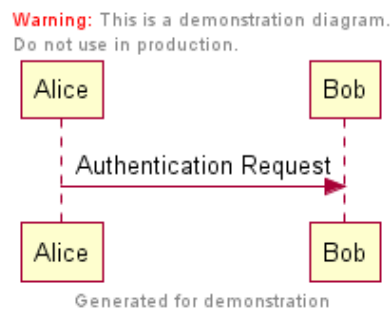 Warning: This is a demonstration diagram.
Do not use in production.
Alice Bob
Authentication Request
Alice Bob
Generated for demonstration